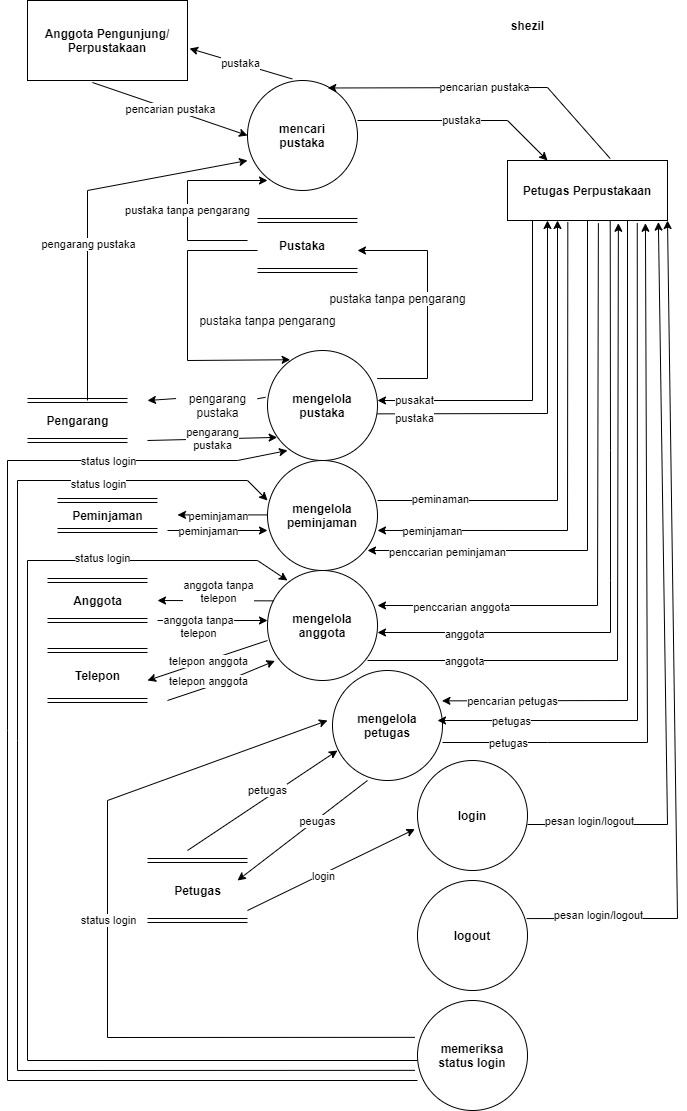 Anggota Pengunjung/
Perpustakaan
shezil
pustaka
pencarian pustaka
pencarian pustaka
mencari
pustaka
pustaka
Petugas Perpustakaan
pustaka tanpa pengarang
pengarang pustaka
Pustaka
pustaka tanpa pengarang
pustaka tanpa pengarang
mengelola
pustaka
pengarang
pustaka
pusakat
pustaka
Pengarang
pengarang
pustaka
status login
status login
mengelola
peminjaman
peminaman
Peminjaman
peminjaman
peminjaman
peminjaman
penccarian peminjaman
status login
anggota tanpa
telepon
Anggota
mengelola
anggota
penccarian anggota
anggota tanpa
telepon
anggota
telepon anggota
anggota
Telepon
telepon anggota
pencarian petugas
mengelola
petugas
petugas
petugas
petugas
peugas
login
pesan login/logout
login
Petugas
status login
pesan login/logout
logout
memeriksa
status login